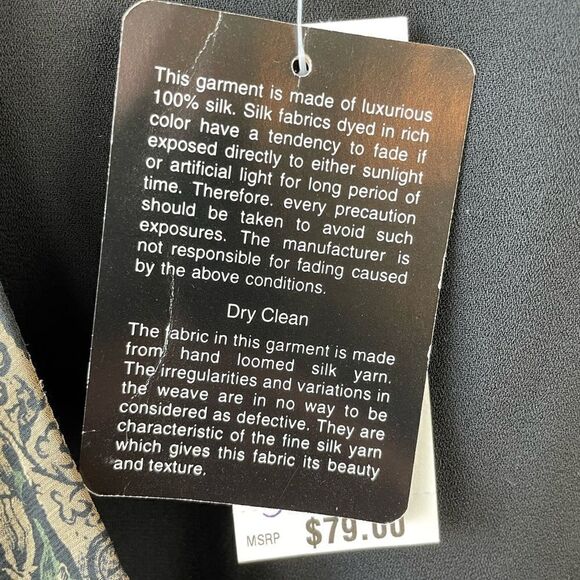 This garment is made of luxurious
100% silk. Silk fabrics dyed in rich
color have a tendency to fade if
exposed directly to either sunlight
or artificial light for long period of
time. Therefore. every precaution
should be taken to avoid such
exposures. The manufacturer is
not responsible for fading caused
by the above conditions.
Dry Clean
The fabric in this garment is made
from hand loomed silk yarn.
The irregularities and variations in
the weave are in no way to be
considered as defective. They are
characteristic of the fine silk yarn
which gives this fabric its beauty
and texture.
MSRP $79.00